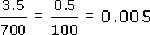 3.5/700 = 0.5/100 = 0.005